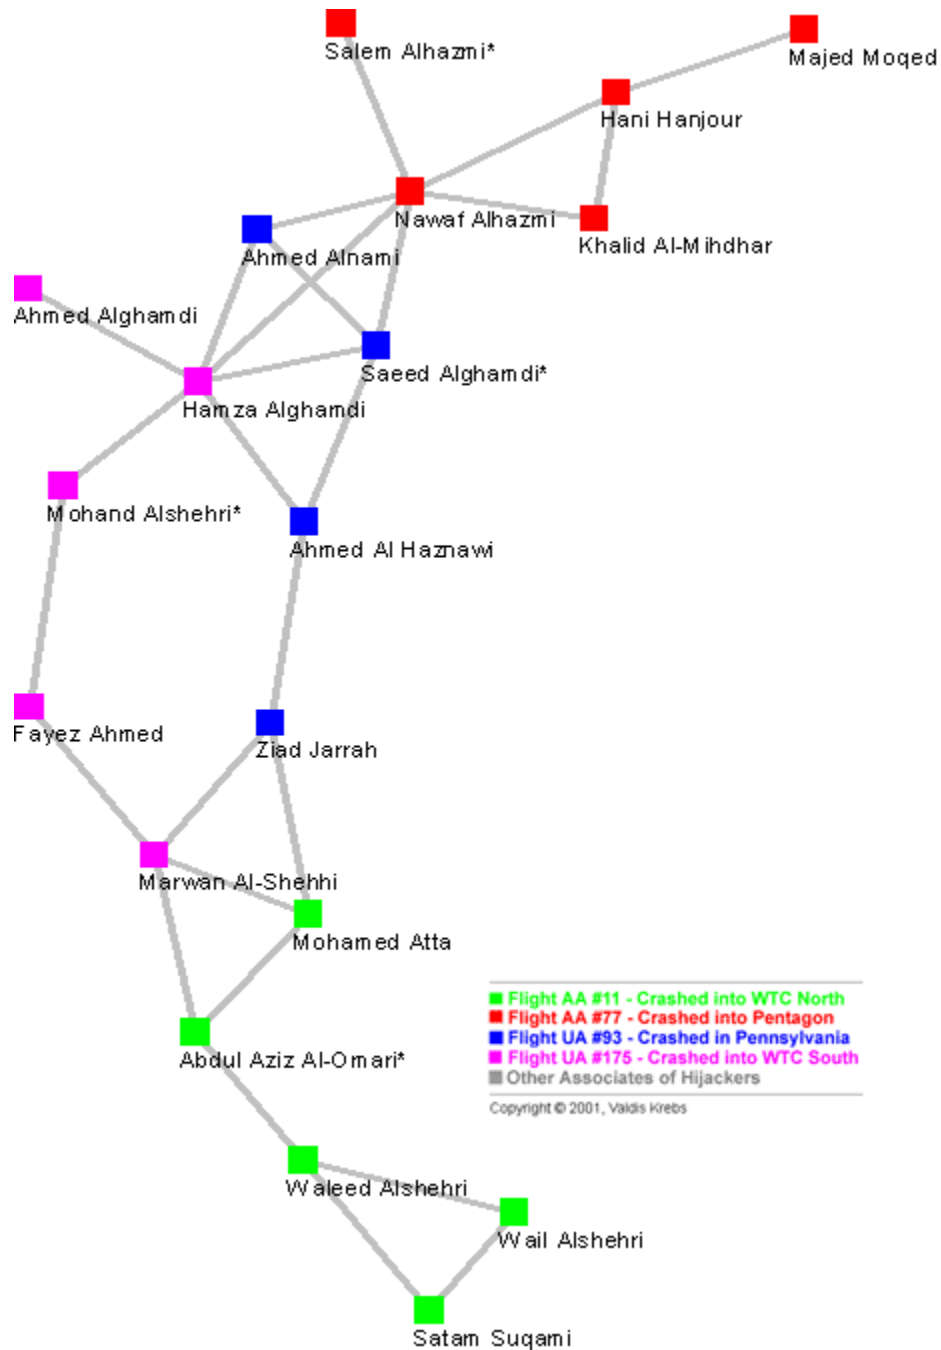 Salem Alhazmi*
Majed Moqed
Hani Hanjour
Nawaf Alhazmi
Khalid Al-Mihdhar
Ahmed Alnami
Ahmed Alghamdi
Saeed Alghamdi*
Hamza Alghamdi
Mohand Alshehri*
Ahmed Al Haznawi
Fayez Ahmed
Ziad Jarrah
Marwan Al-Shehhi
Mohamed Atta
Abdul Aziz Al-Omari*
Flight AA #11 - Crashed into WTC North
Flight AA #77 - Crashed into Pentagon
Flight UA #93 - Crashed in Pennsylvania
Flight UA #175 - Crashed into WTC South
Other Associates of Hijackers
Copyright © 2001, Valdis Krebs
Waleed Alshehri
Wail Alshehri
Satam Suqami